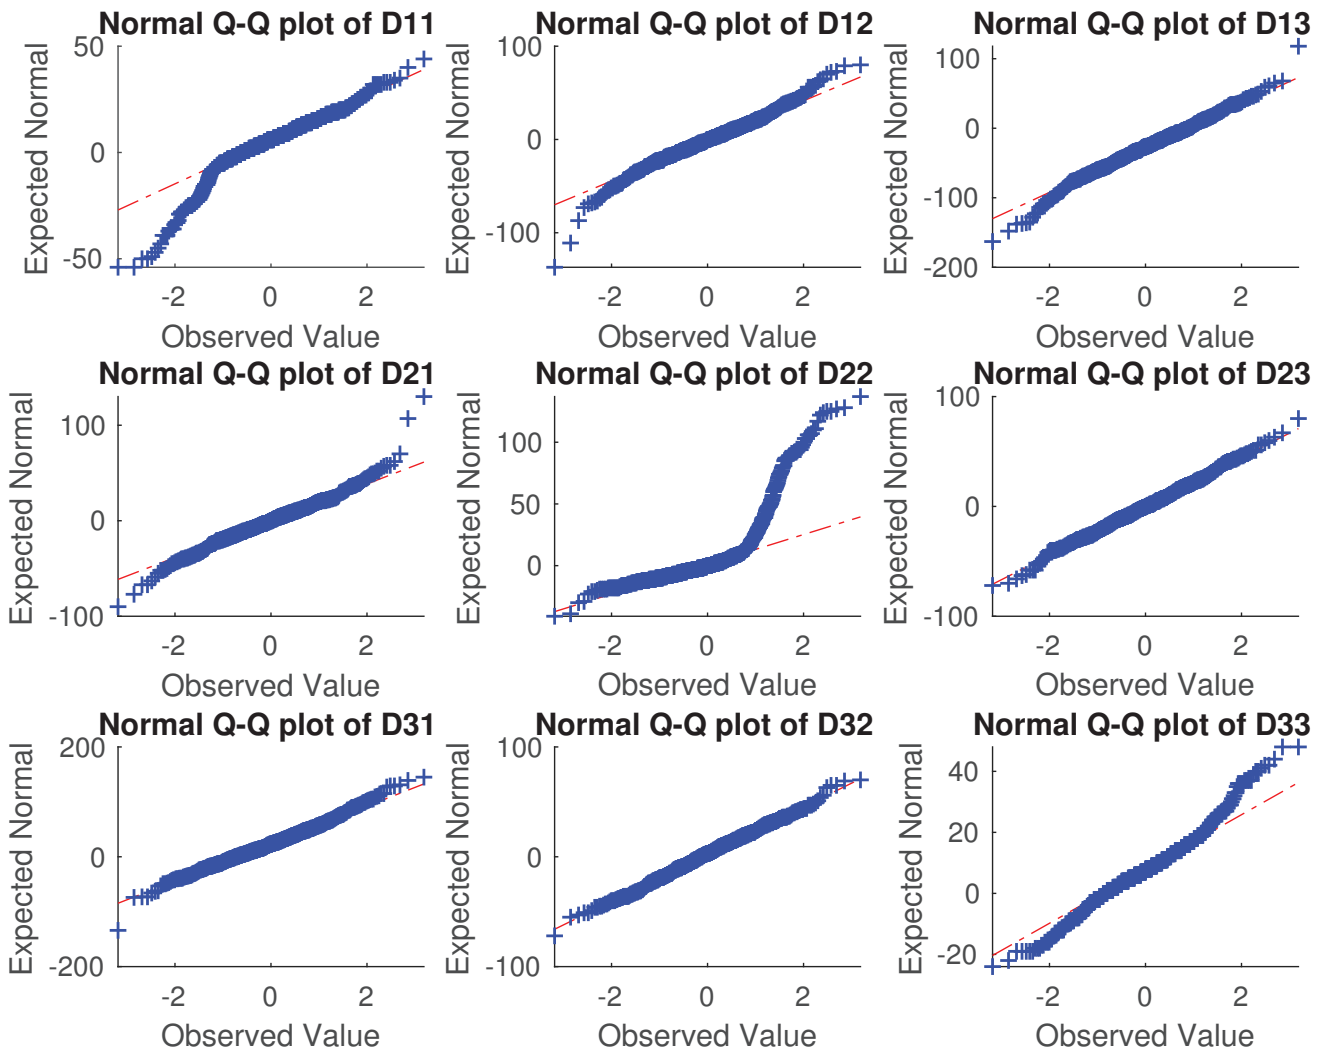 Normal Q-Q plot of D11
Normal Q-Q plot of D12
Normal Q-Q plot of D13
Expected Normal
50
0
-50
-2
0
2
Observed Value
Expected Normal
100
0
-100
-2
0
2
Observed Value
Expected Normal
100
0
-100
-200
-2
0
2
Observed Value
Normal Q-Q plot of D21
Normal Q-Q plot of D22
Normal Q-Q plot of D23
Expected Normal
100
0
-100
-2
0
2
Observed Value
Expected Normal
100
50
0
-2
0
2
Observed Value
Expected Normal
100
0
-100
-2
0
2
Observed Value
Normal Q-Q plot of D31
Normal Q-Q plot of D32
Normal Q-Q plot of D33
Expected Normal
200
0
-200
-2
0
2
Observed Value
Expected Normal
100
0
-100
-2
0
2
Observed Value
Expected Normal
40
20
0
-20
-2
0
2
Observed Value